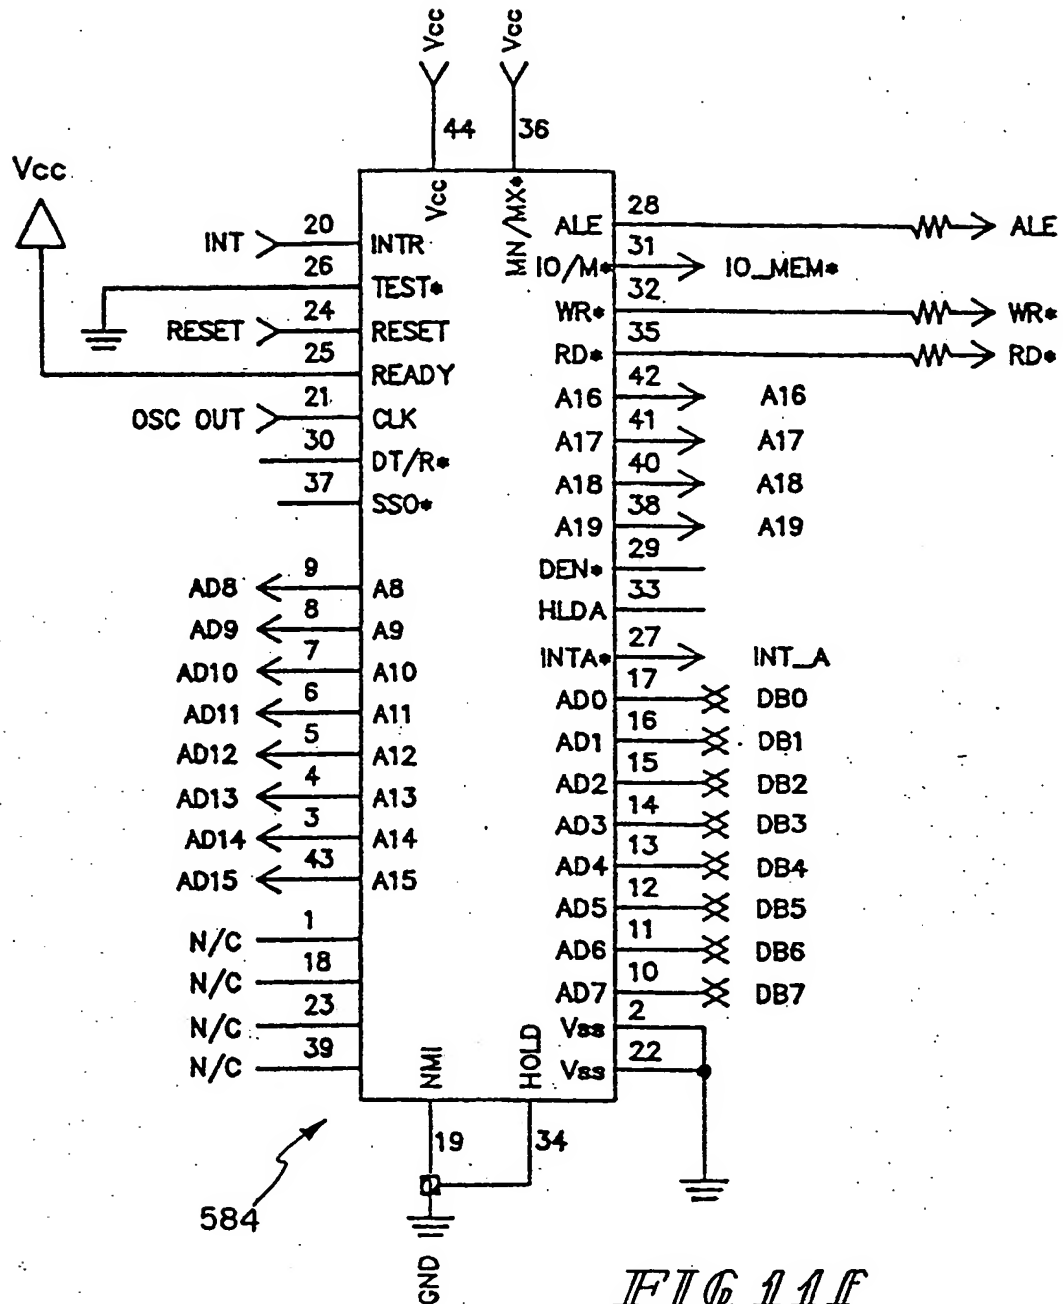 Vcc Vcc
44 36
Vcc
Vcc MN/MX*
INT 20 INTR
26 TEST*
RESET 24 RESET
25 READY
OSC OUT 21 CLK
30 DT/R*
37 SSO*
AD8 9 A8
AD9 8 A9
AD10 7 A10
AD11 6 A11
AD12 5 A12
AD13 4 A13
AD14 3 A14
AD15 43 A15
N/C 1
N/C 18
N/C 23
N/C 39
ALE 28 ALE
IO/M* 31 IO_MEM*
WR* 32 WR*
RD* 35 RD*
A16 42 A16
A17 41 A17
A18 40 A18
A19 38 A19
DEN* 29
HLDA 33
INTA* 27 INT_A
AD0 17 DB0
AD1 16 DB1
AD2 15 DB2
AD3 14 DB3
AD4 13 DB4
AD5 12 DB5
AD6 11 DB6
AD7 10 DB7
Vss 2
Vss 22
NMI HOLD
19 34
584
GND
FIG 11f